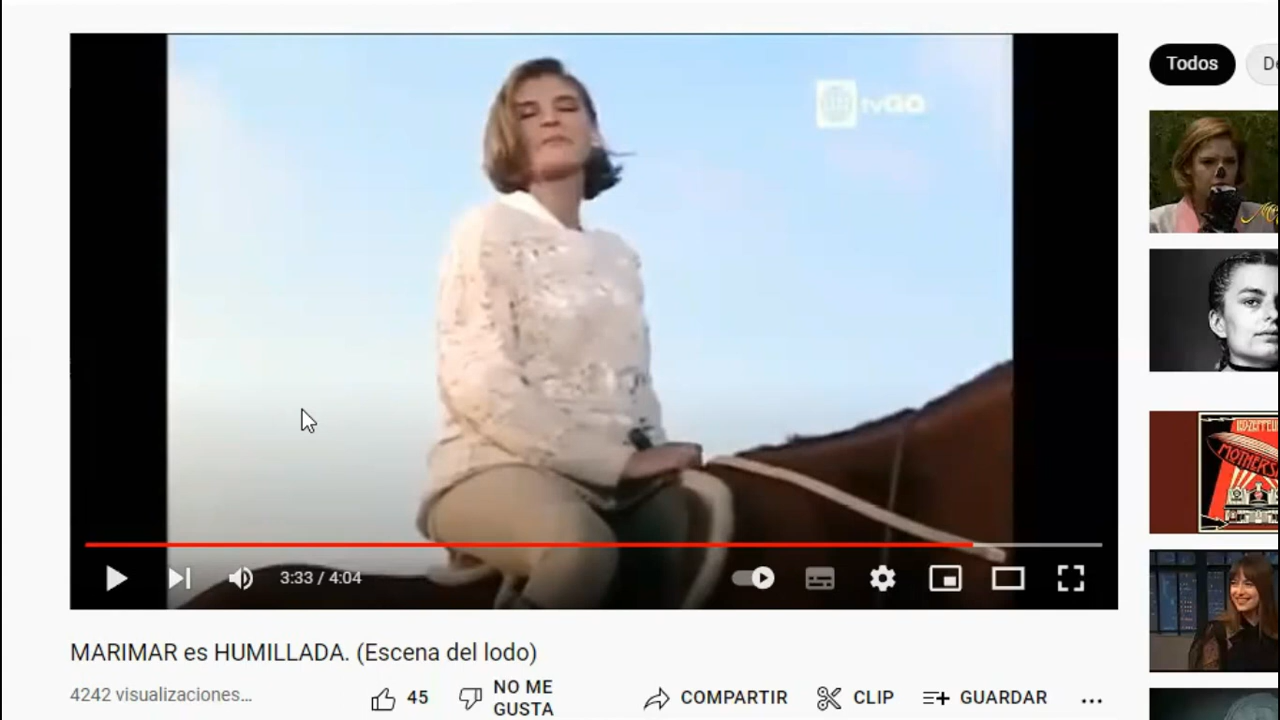 Todos
tvGO
3:33 / 4:04
MARIMAR es HUMILLADA. (Escena del lodo)
4242 visualizaciones...
45
NO ME
GUSTA
COMPARTIR
CLIP
GUARDAR
...